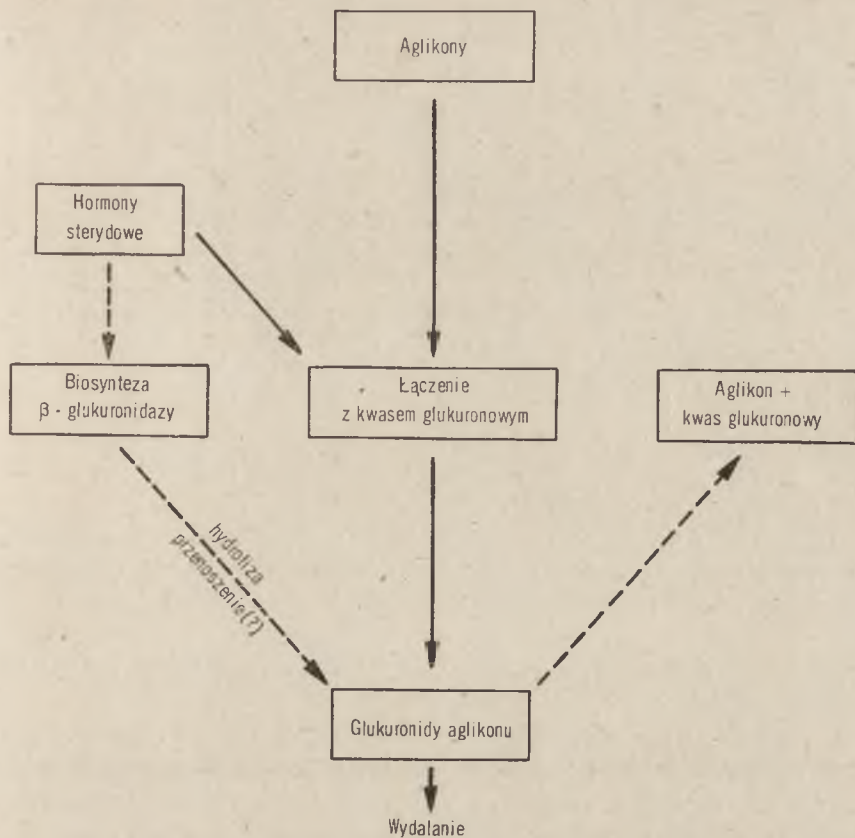 Aglikony
Hormony
sterydowe
Biosynteza
β - glukuronidazy
Łączenie
z kwasem glukuronowym
Aglikon +
kwas glukuronowy
hydroliza
przenoszenie(?)
Glukuronidy aglikonu
Wydalanie